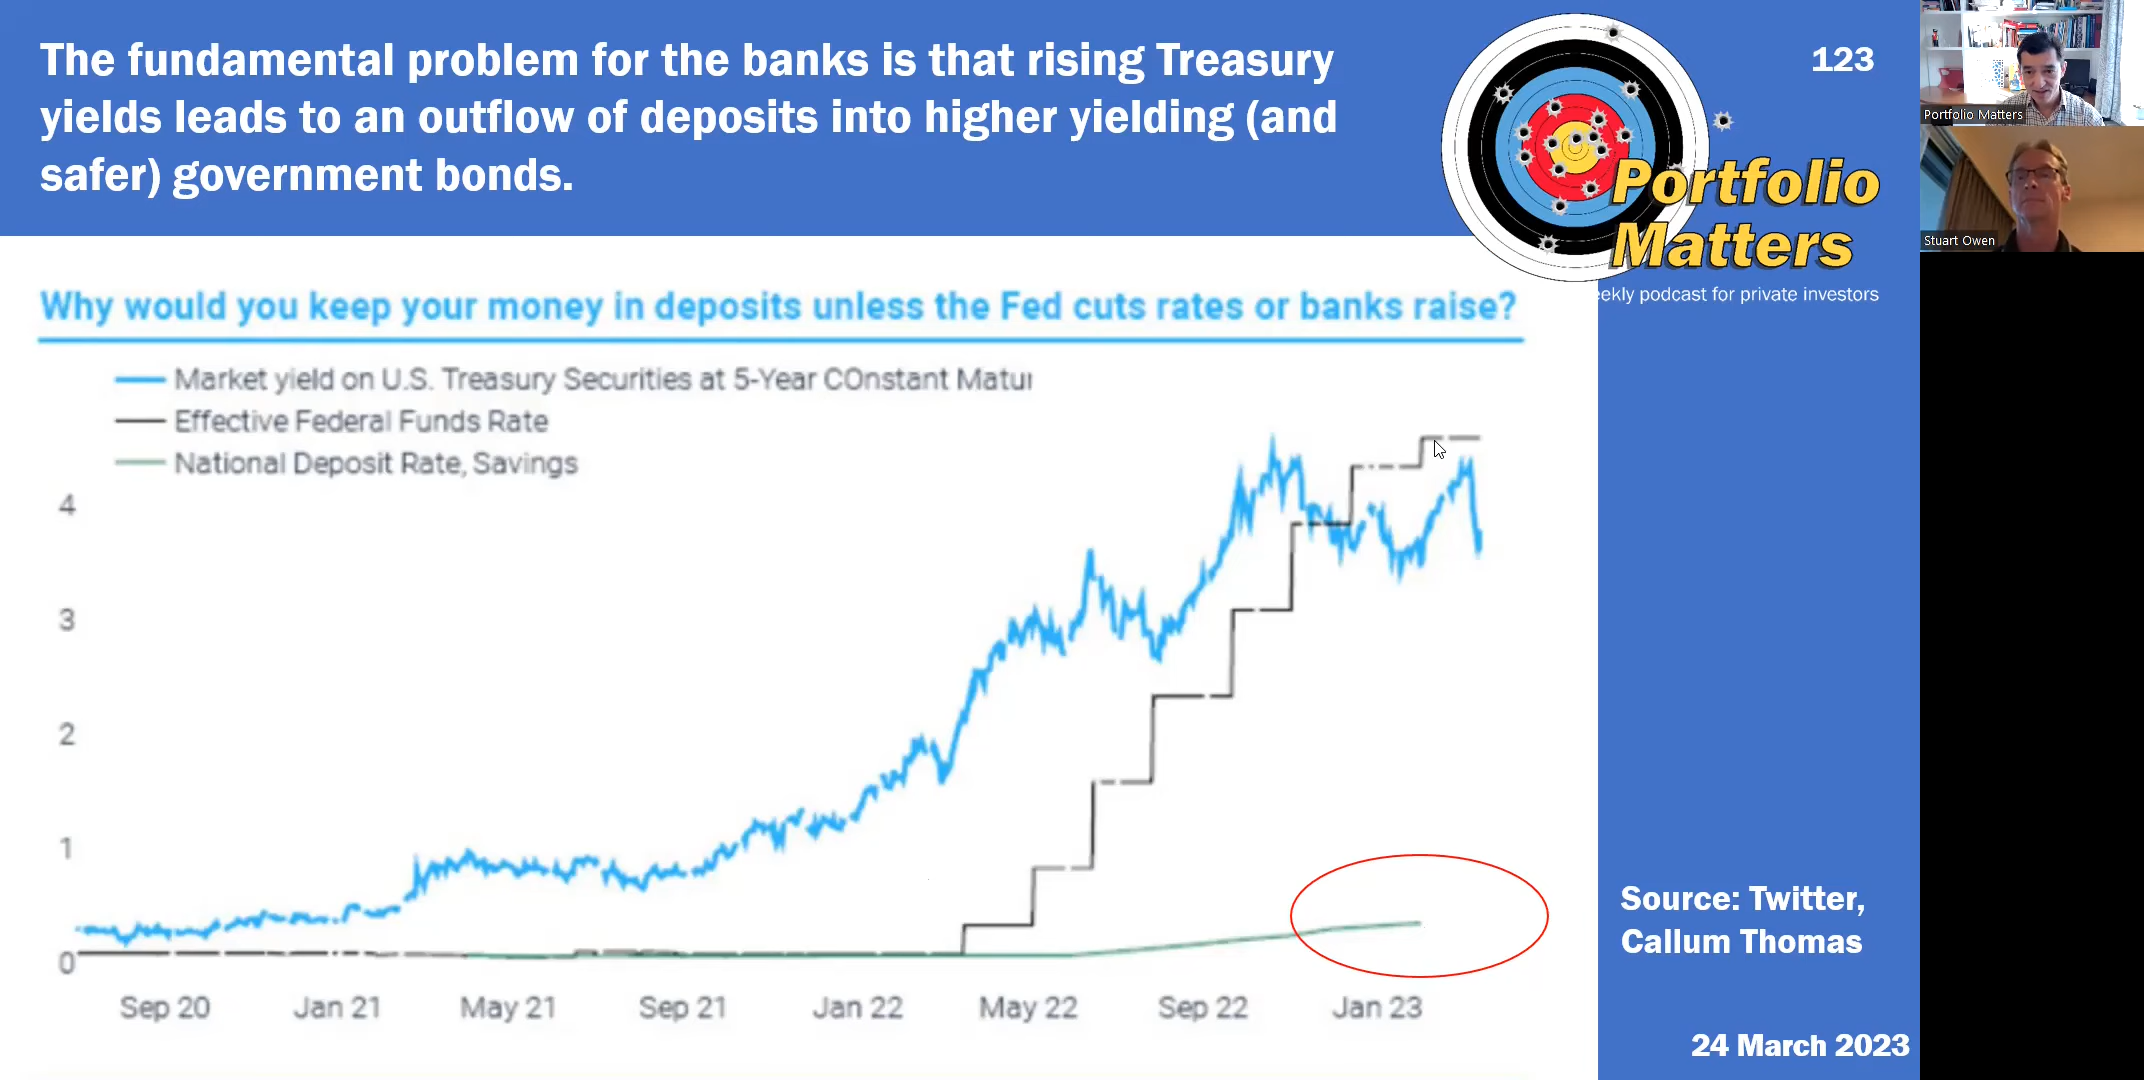 The fundamental problem for the banks is that rising Treasury
yields leads to an outflow of deposits into higher yielding (and
safer) government bonds.
123
Portfolio
Matters
eekly podcast for private investors
Portfolio Matters
Stuart Owen
Why would you keep your money in deposits unless the Fed cuts rates or banks raise?
Market yield on U.S. Treasury Securities at 5-Year COnstant Matur
Effective Federal Funds Rate
National Deposit Rate, Savings
4
3
2
1
0
Sep 20 Jan 21 May 21 Sep 21 Jan 22 May 22 Sep 22 Jan 23
Source: Twitter,
Callum Thomas
24 March 2023